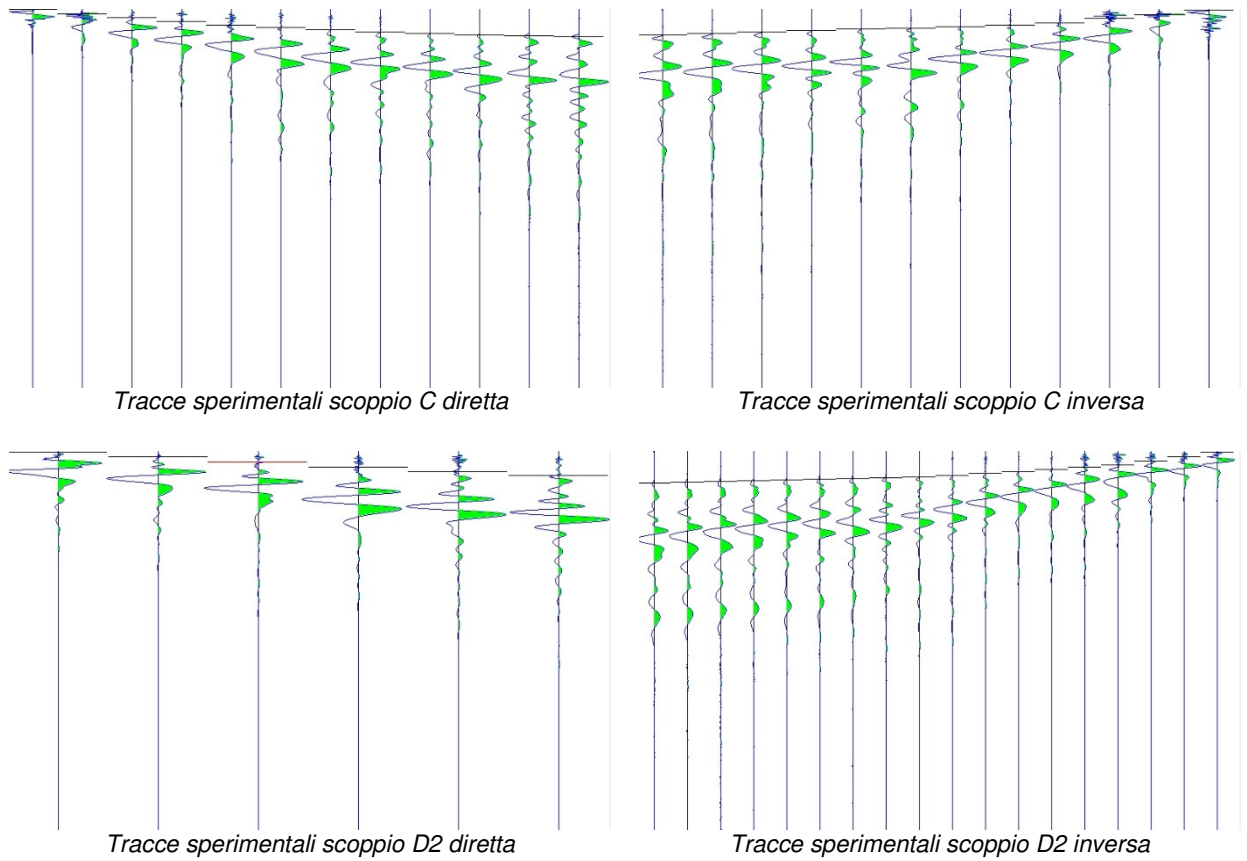 Tracce sperimentali scoppio C diretta
Tracce sperimentali scoppio C inversa
Tracce sperimentali scoppio D2 diretta
Tracce sperimentali scoppio D2 inversa